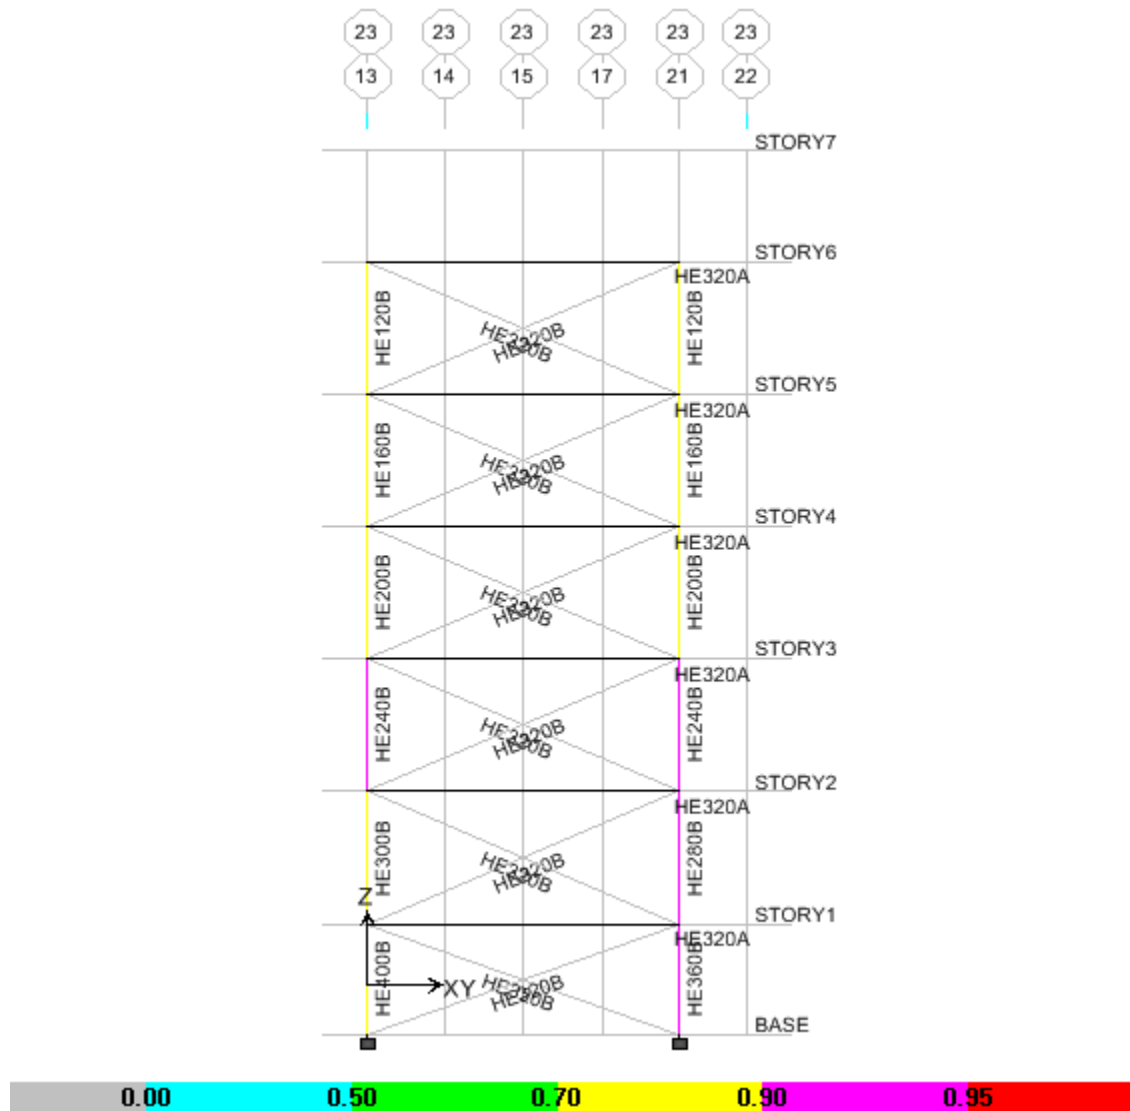 23 23 23 23 23 23
13 14 15 17 21 22
STORY7
STORY6
HE320A
HE120B
HE120B
STORY5
HE320A
HE160B
HE160B
STORY4
HE320A
HE200B
HE200B
STORY3
HE320A
HE240B
HE240B
STORY2
HE320A
HE300B
HE280B
Z
STORY1
HE320A
HE400B
HE360B
XY
BASE
0.00 0.50 0.70 0.90 0.95